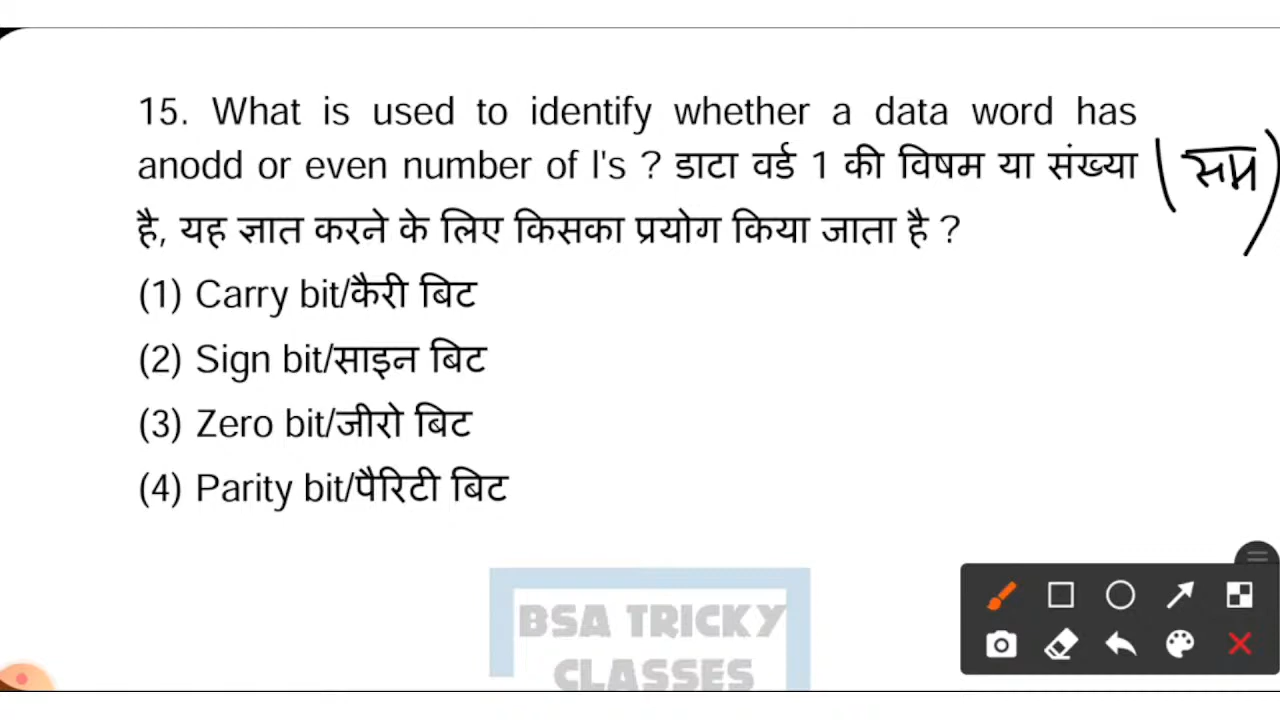 15. What is used to identify whether a data word has
anodd or even number of I's ? डाटा वर्ड 1 की विषम या संख्या (सम)
है, यह ज्ञात करने के लिए किसका प्रयोग किया जाता है ?
(1) Carry bit/कैरी बिट
(2) Sign bit/साइन बिट
(3) Zero bit/जीरो बिट
(4) Parity bit/पैरिटी बिट
BSA TRICKY
CLASSES